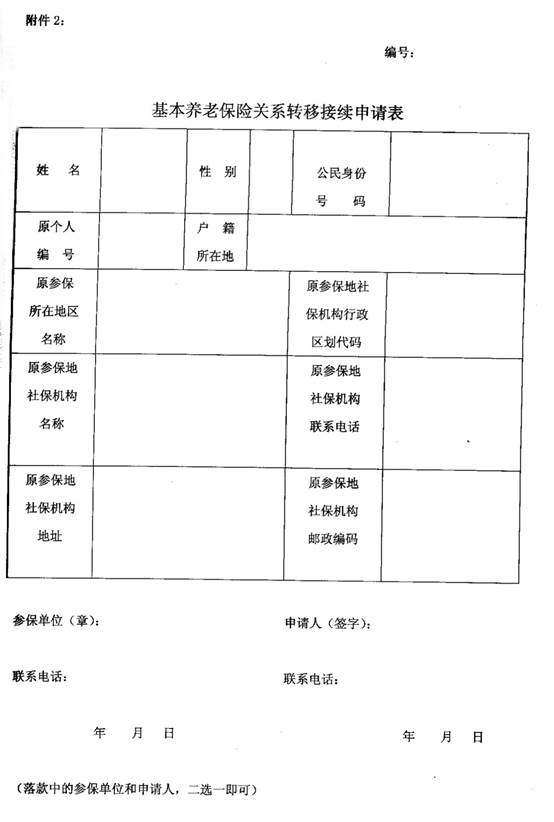 附件2：
编号：
基本养老保险关系转移接续申请表
姓 名
性 别
公民身份
号 码
原个人
编 号
户 籍
所在地
原参保
所在地区
名称
原参保地社
保机构行政
区划代码
原参保地
社保机构
名称
原参保地
社保机构
联系电话
原参保地
社保机构
地址
原参保地
社保机构
邮政编码
参保单位（章）： 申请人（签字）：
联系电话： 联系电话：
年 月 日 年 月 日
（落款中的参保单位和申请人，二选一即可）